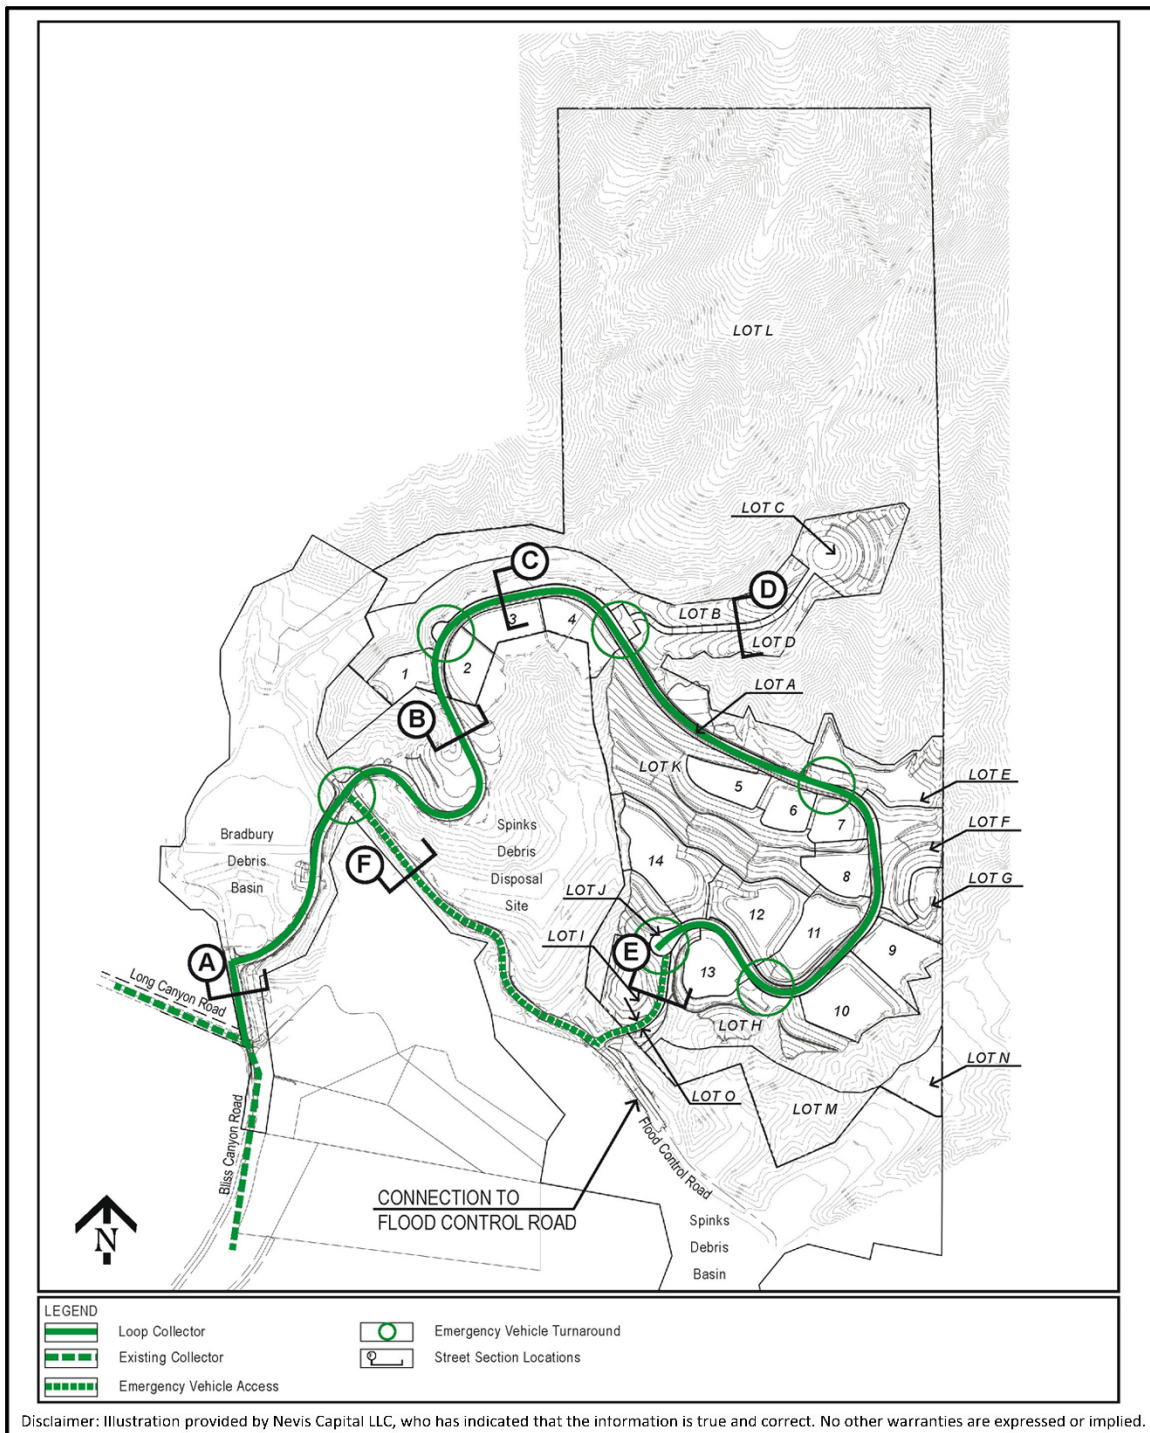 LOT L
LOT C
C
D
LOT B
3
4
LOT D
1
2
LOT A
B
LOT K
5
LOT E
6
7
LOT F
Bradbury
Debris
Basin
Spinks
Debris
Disposal
Site
F
14
8
LOT G
LOT J
12
LOT I
11
E
9
A
13
Long Canyon Road
10
LOT H
LOT N
LOT O
LOT M
Bliss Canyon Road
Flood Control Road
CONNECTION TO
FLOOD CONTROL ROAD
N
Spinks
Debris
Basin
LEGEND
Loop Collector
Emergency Vehicle Turnaround
Existing Collector
Street Section Locations
Emergency Vehicle Access
Disclaimer: Illustration provided by Nevis Capital LLC, who has indicated that the information is true and correct. No other warranties are expressed or implied.